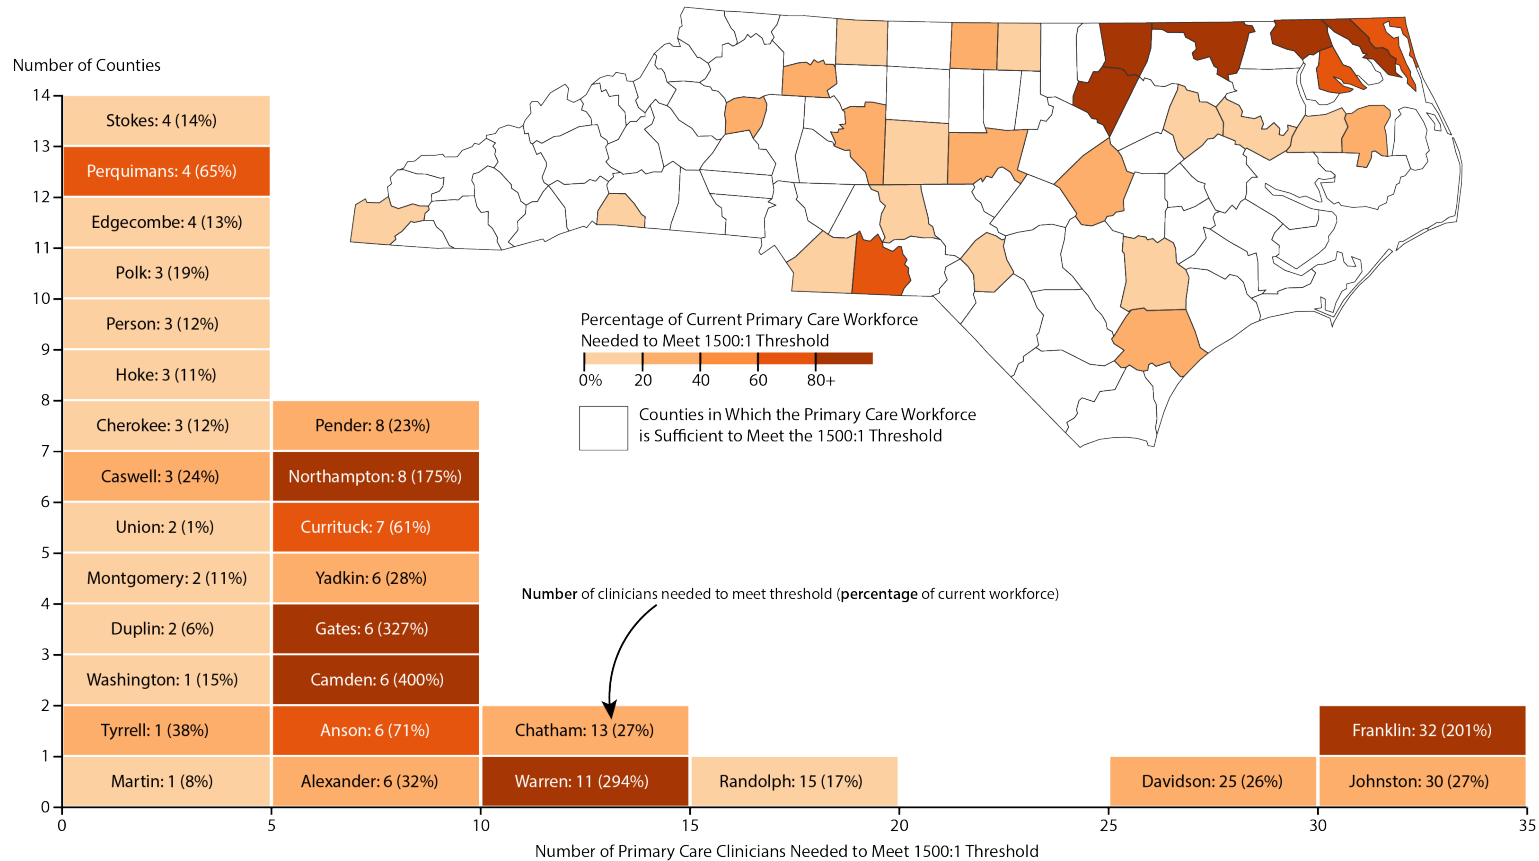 Number of Counties
14
13
12
11
10
9
8
7
6
5
4
3
2
1
0
Stokes: 4 (14%)
Perquimans: 4 (65%)
Edgecombe: 4 (13%)
Polk: 3 (19%)
Person: 3 (12%)
Hoke: 3 (11%)
Cherokee: 3 (12%)
Caswell: 3 (24%)
Union: 2 (1%)
Montgomery: 2 (11%)
Duplin: 2 (6%)
Washington: 1 (15%)
Tyrrell: 1 (38%)
Martin: 1 (8%)
Pender: 8 (23%)
Northampton: 8 (175%)
Currituck: 7 (61%)
Yadkin: 6 (28%)
Gates: 6 (327%)
Camden: 6 (400%)
Anson: 6 (71%)
Alexander: 6 (32%)
Chatham: 13 (27%)
Warren: 11 (294%)
Randolph: 15 (17%)
Davidson: 25 (26%)
Franklin: 32 (201%)
Johnston: 30 (27%)
Percentage of Current Primary Care Workforce
Needed to Meet 1500:1 Threshold
0% 20 40 60 80+
Counties in Which the Primary Care Workforce
is Sufficient to Meet the 1500:1 Threshold
Number of clinicians needed to meet threshold (percentage of current workforce)
0 5 10 15 20 25 30 35
Number of Primary Care Clinicians Needed to Meet 1500:1 Threshold